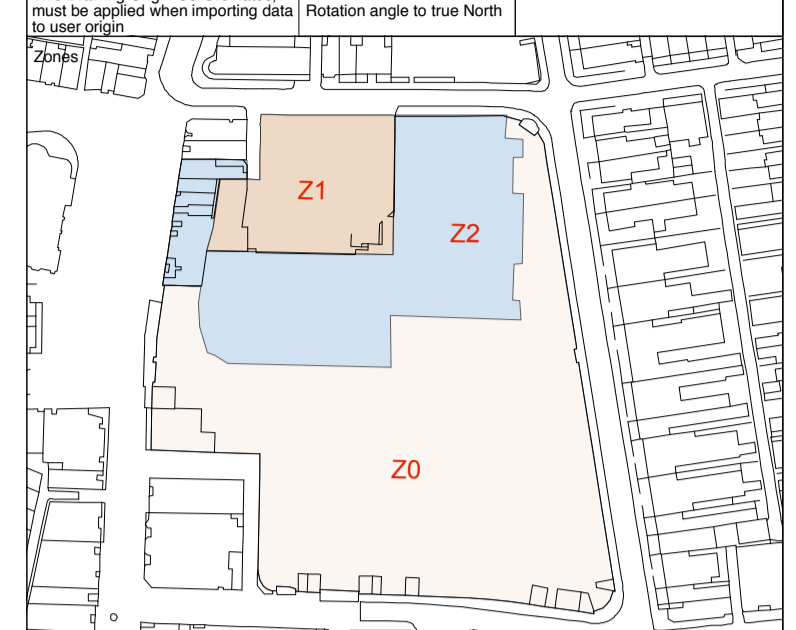 must be applied when importing data
to user origin
Rotation angle to true North
Zones
Z1
Z2
Z0